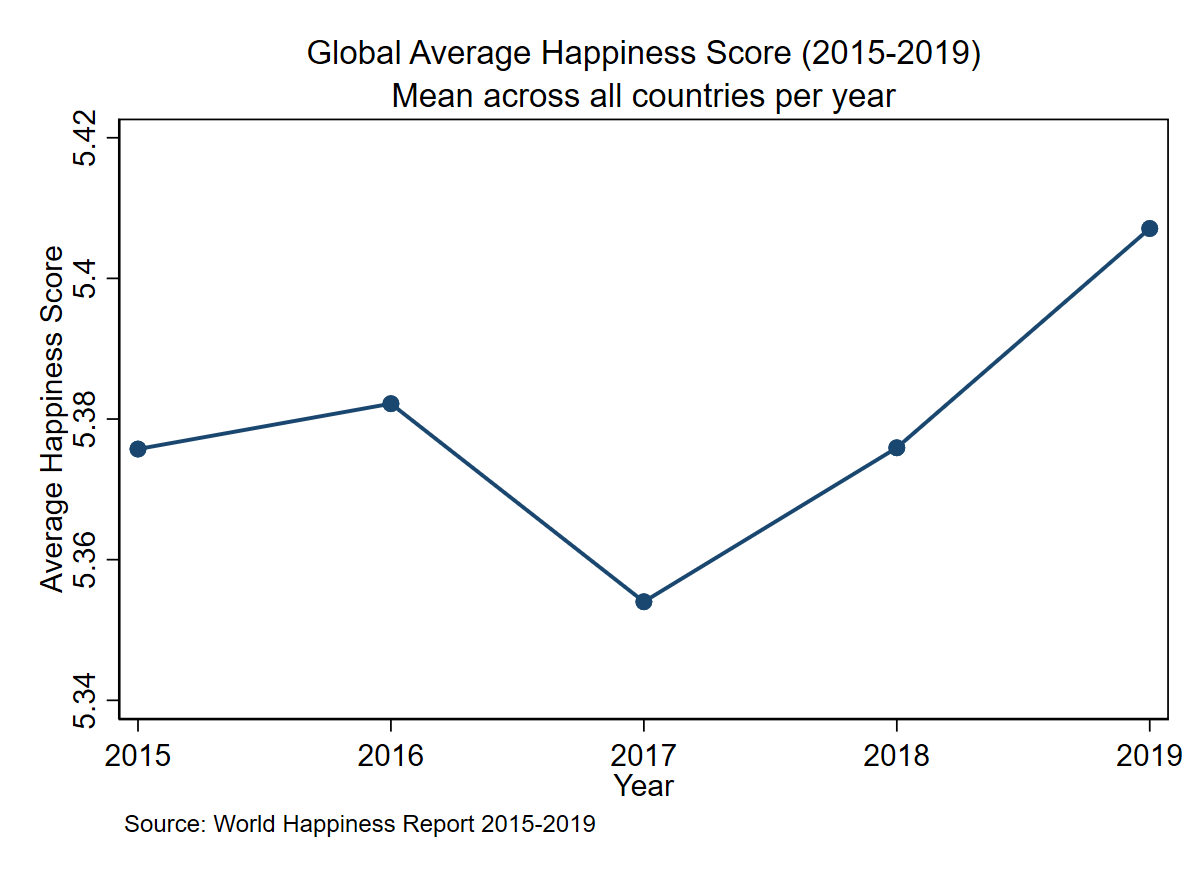 Global Average Happiness Score (2015-2019)
Mean across all countries per year
Average Happiness Score
5.42
5.4
5.38
5.36
5.34
2015 2016 2017 2018 2019
Year
Source: World Happiness Report 2015-2019